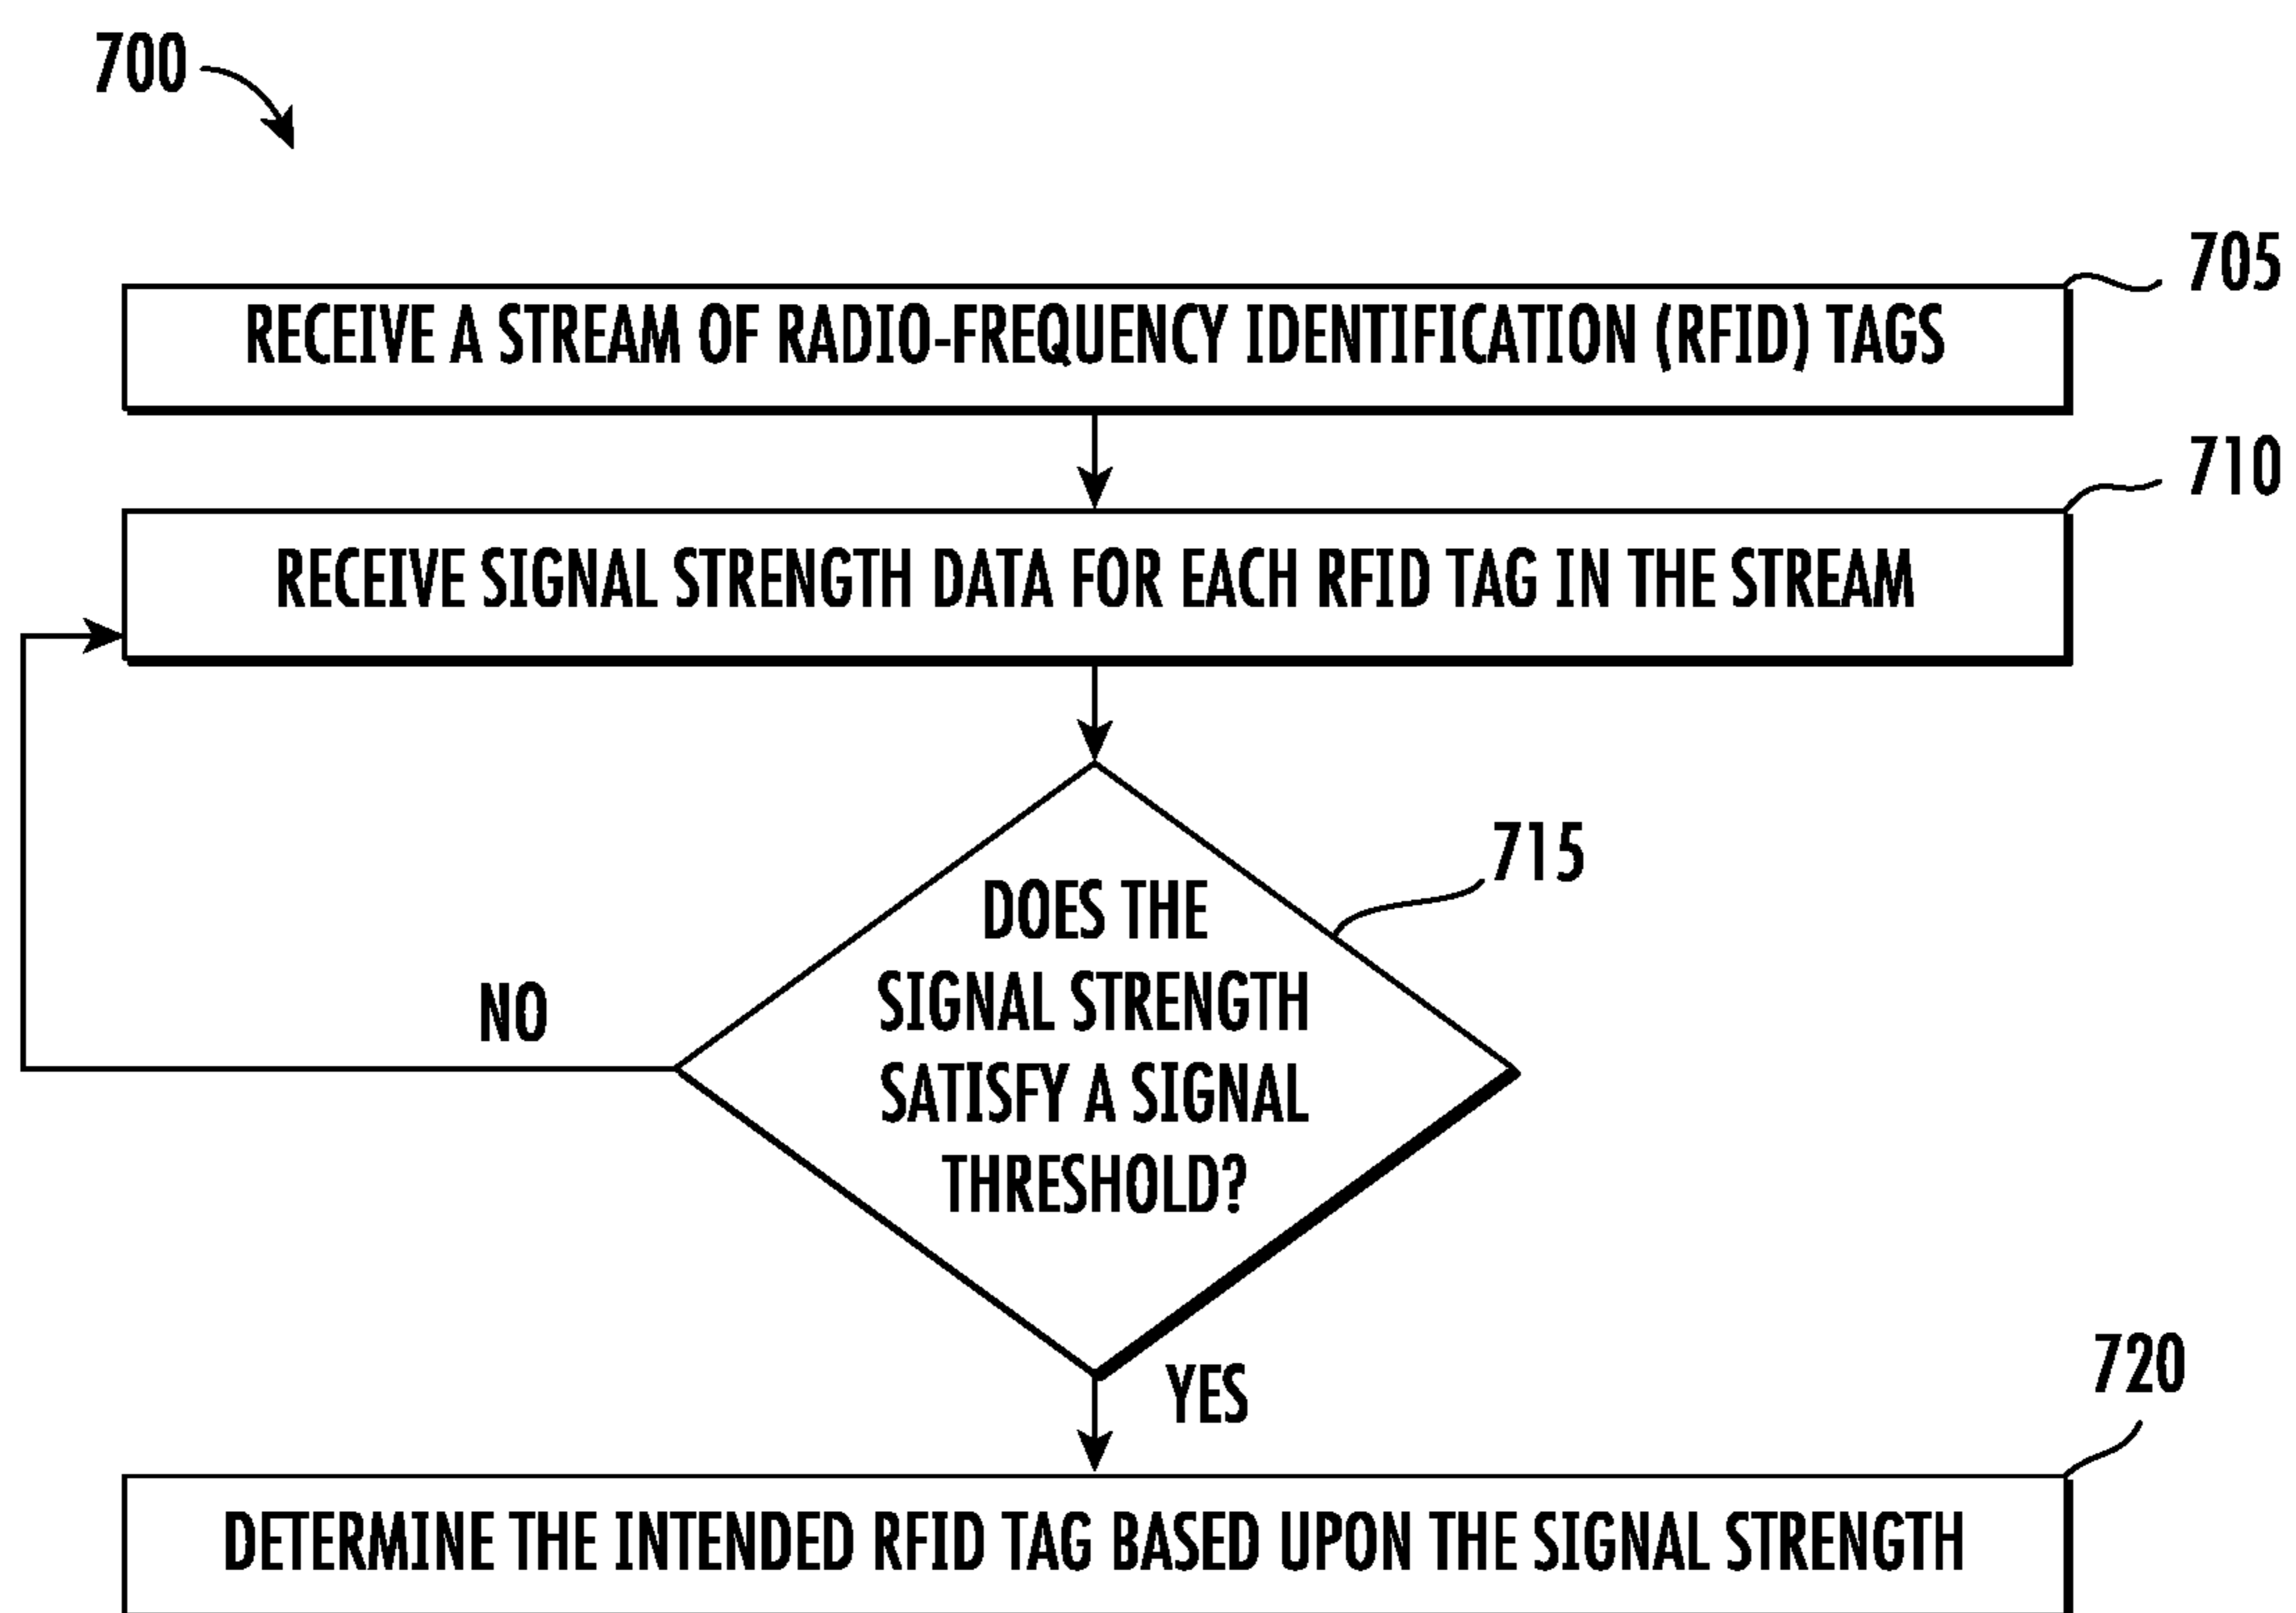 700
705
RECEIVE A STREAM OF RADIO-FREQUENCY IDENTIFICATION (RFID) TAGS
710
RECEIVE SIGNAL STRENGTH DATA FOR EACH RFID TAG IN THE STREAM
715
DOES THE
SIGNAL STRENGTH
SATISFY A SIGNAL
THRESHOLD?
NO
YES
720
DETERMINE THE INTENDED RFID TAG BASED UPON THE SIGNAL STRENGTH